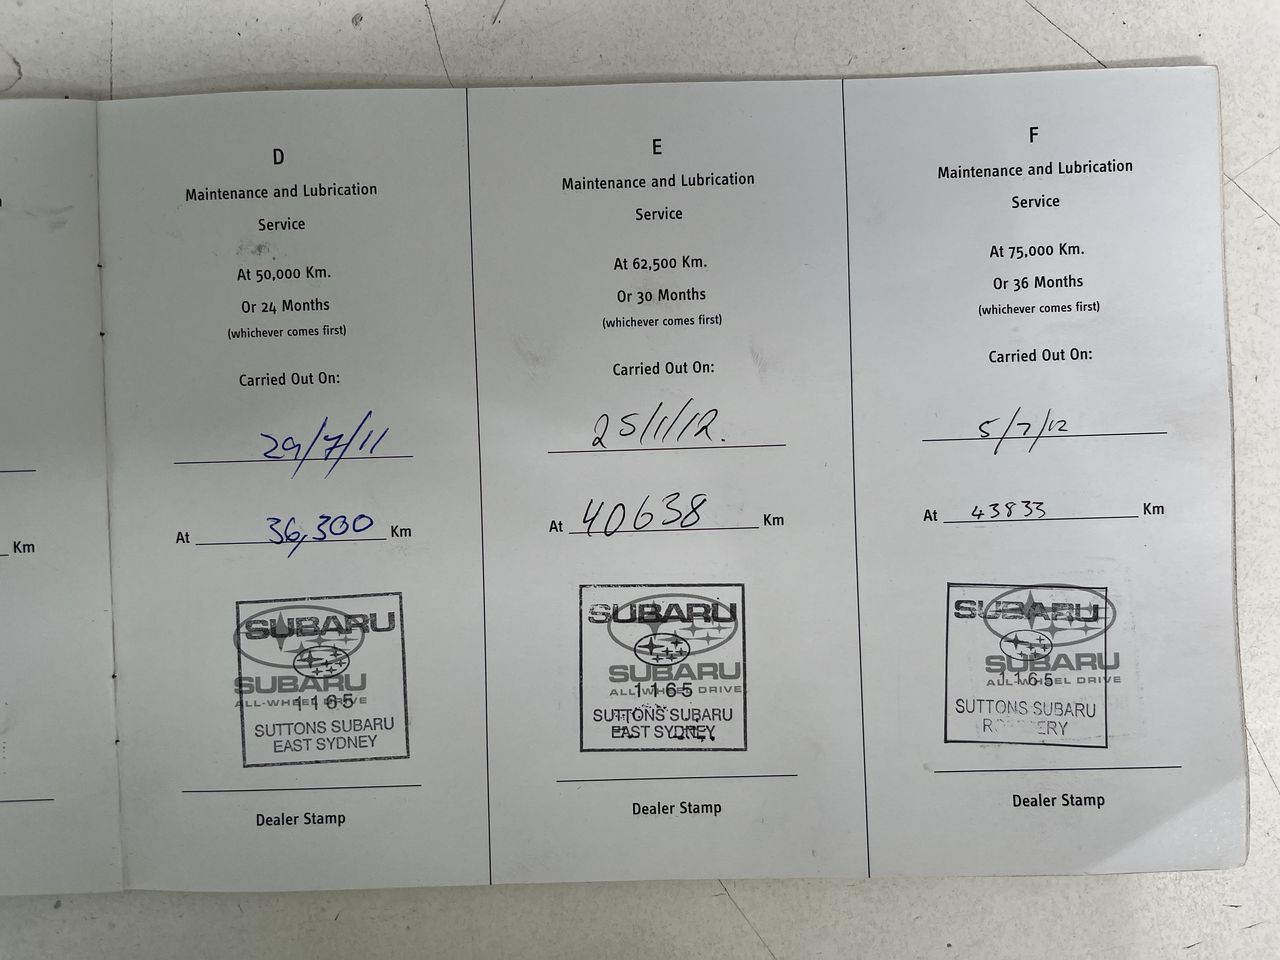 Km
D
Maintenance and Lubrication
Service
At 50,000 Km.
Or 24 Months
(whichever comes first)
Carried Out On:
29/7/11
At 36,300 Km
SUBARU
SUBARU
ALL-WHEEL DRIVE
1165
SUTTONS SUBARU
EAST SYDNEY
Dealer Stamp
E
Maintenance and Lubrication
Service
At 62,500 Km.
Or 30 Months
(whichever comes first)
Carried Out On:
25/1/12.
At 40638 Km
SUBARU
SUBARU
1165
ALL-WHEEL DRIVE
SUTTONS SUBARU
EAST SYDNEY
Dealer Stamp
F
Maintenance and Lubrication
Service
At 75,000 Km.
Or 36 Months
(whichever comes first)
Carried Out On:
5/7/12
At 43833 Km
SUBARU
SUBARU
1165
ALL-WHEEL DRIVE
SUTTONS SUBARU
Dealer Stamp